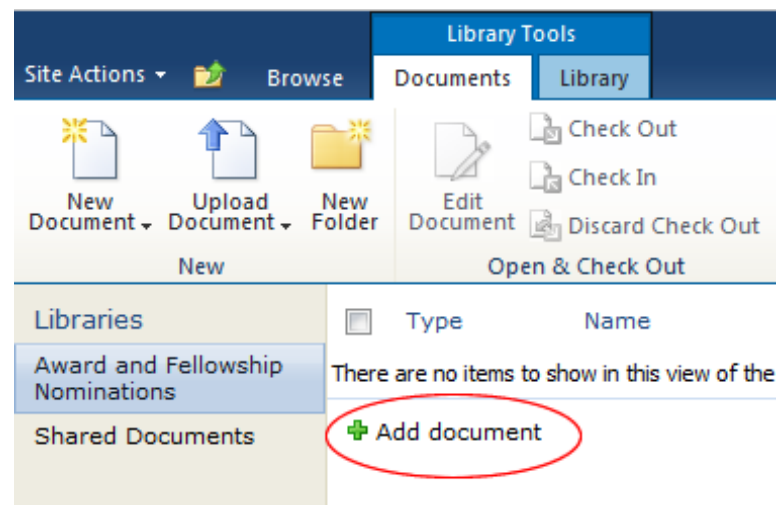 Library Tools
Site Actions Browse Documents Library
New Document Upload Document New Folder Edit Document Check Out
Check In
Discard Check Out
New Open & Check Out
Libraries Type Name
Award and Fellowship
Nominations
There are no items to show in this view of the
Shared Documents
Add document